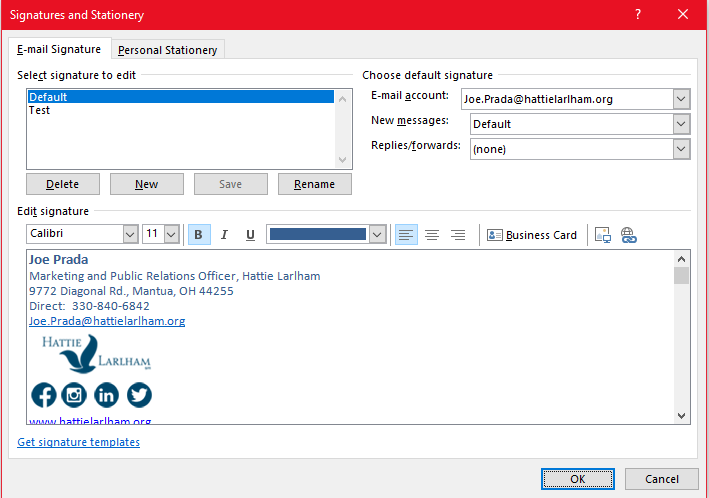 Signatures and Stationery
E-mail Signature
Personal Stationery
Select signature to edit
Choose default signature
Default
Test
E-mail account:
Joe.Prada@hattielarlham.org
New messages:
Default
Replies/forwards:
(none)
Delete
New
Save
Rename
Edit signature
Calibri
11
B
I
U
Business Card
Joe Prada
Marketing and Public Relations Officer, Hattie Larlham
9772 Diagonal Rd., Mantua, OH 44255
Direct:  330-840-6842
Joe.Prada@hattielarlham.org
HATTIE
LARLHAM
www.hattielarlham.org
Get signature templates
OK
Cancel